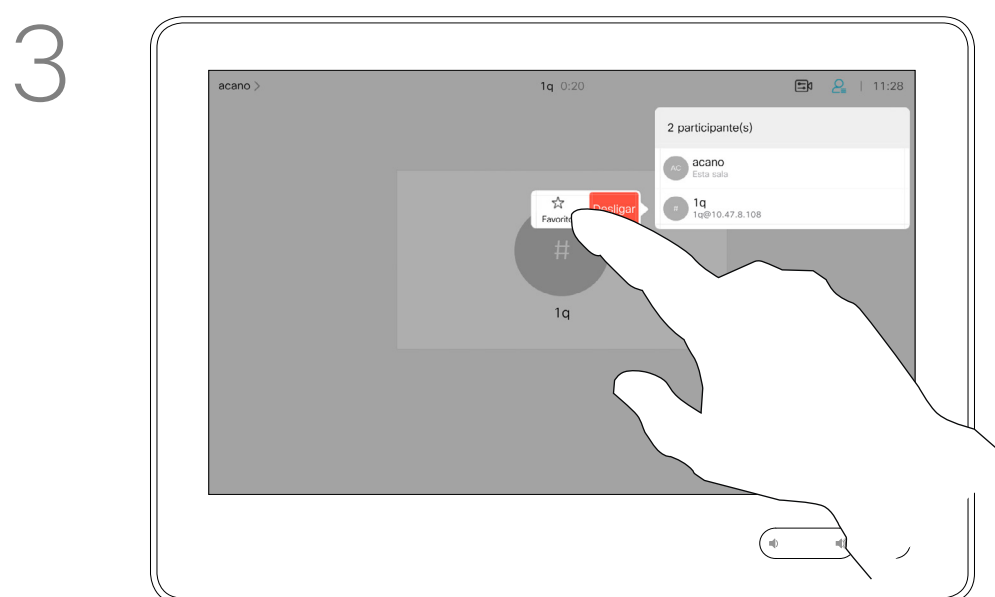 3
acano >
1q 0:20
11:28
2 participante(s)
AC
acano
Esta sala
#
1q
1q@10.47.8.108
Desligar
#
1q